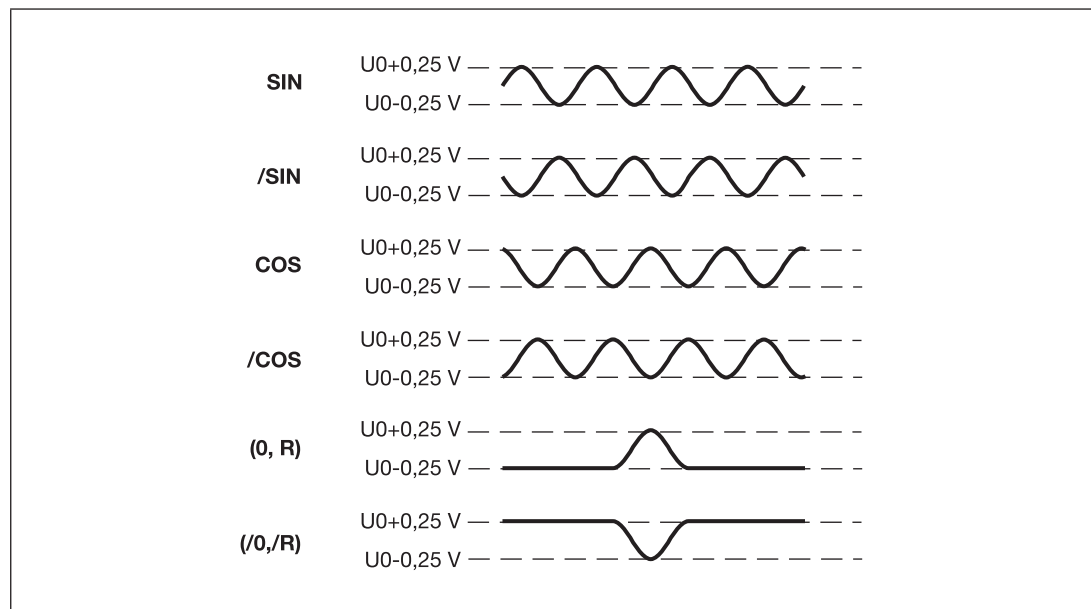 SIN
U0+0,25 V
U0-0,25 V
/SIN
U0+0,25 V
U0-0,25 V
COS
U0+0,25 V
U0-0,25 V
/COS
U0+0,25 V
U0-0,25 V
(0, R)
U0+0,25 V
U0-0,25 V
(/0,/R)
U0+0,25 V
U0-0,25 V